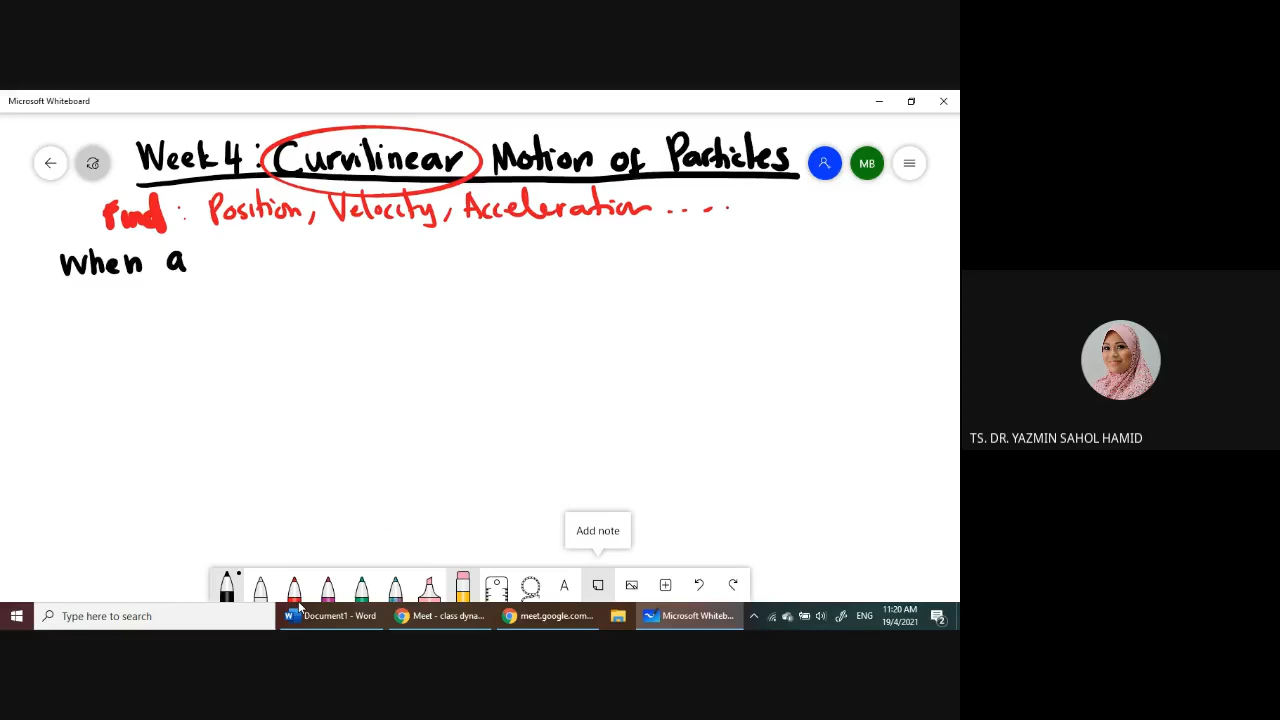 Microsoft Whiteboard
Week 4: Curvilinear Motion of Particles
MB
Find: Position, Velocity, Acceleration ....
When a
TS. DR. YAZMIN SAHOL HAMID
Add note
A
Type here to search
Document1 - Word
Meet - class dyna...
meet.google.com...
Microsoft Whiteb...
ENG
11:20 AM
19/4/2021
2